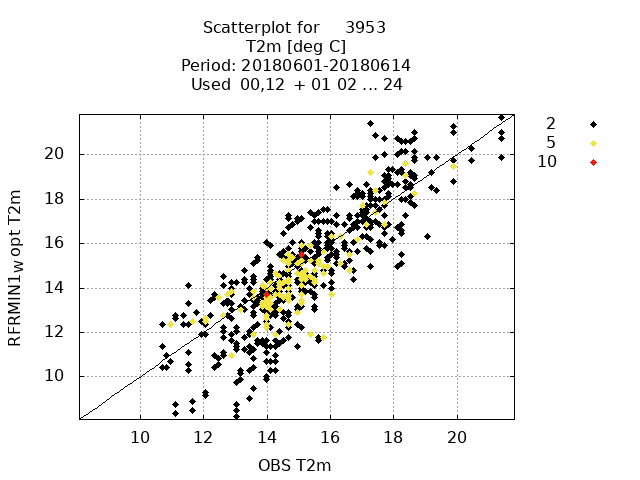 Scatterplot for 3953
T2m [deg C]
Period: 20180601-20180614
Used 00,12 + 01 02 ... 24
2
5
10
20
18
16
14
12
10
RFRMIN1_W opt T2m
10 12 14 16 18 20
OBS T2m